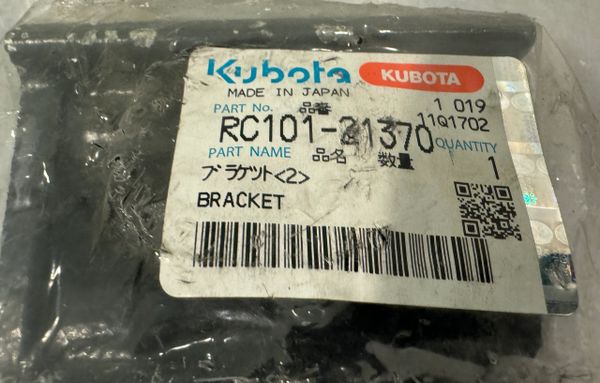 Kubota KUBOTA
MADE IN JAPAN
PART No. 品番 1 019
11Q1702
RC101-21370
PART NAME 品名 数量 QUANTITY
ブラケット<2> 1
BRACKET